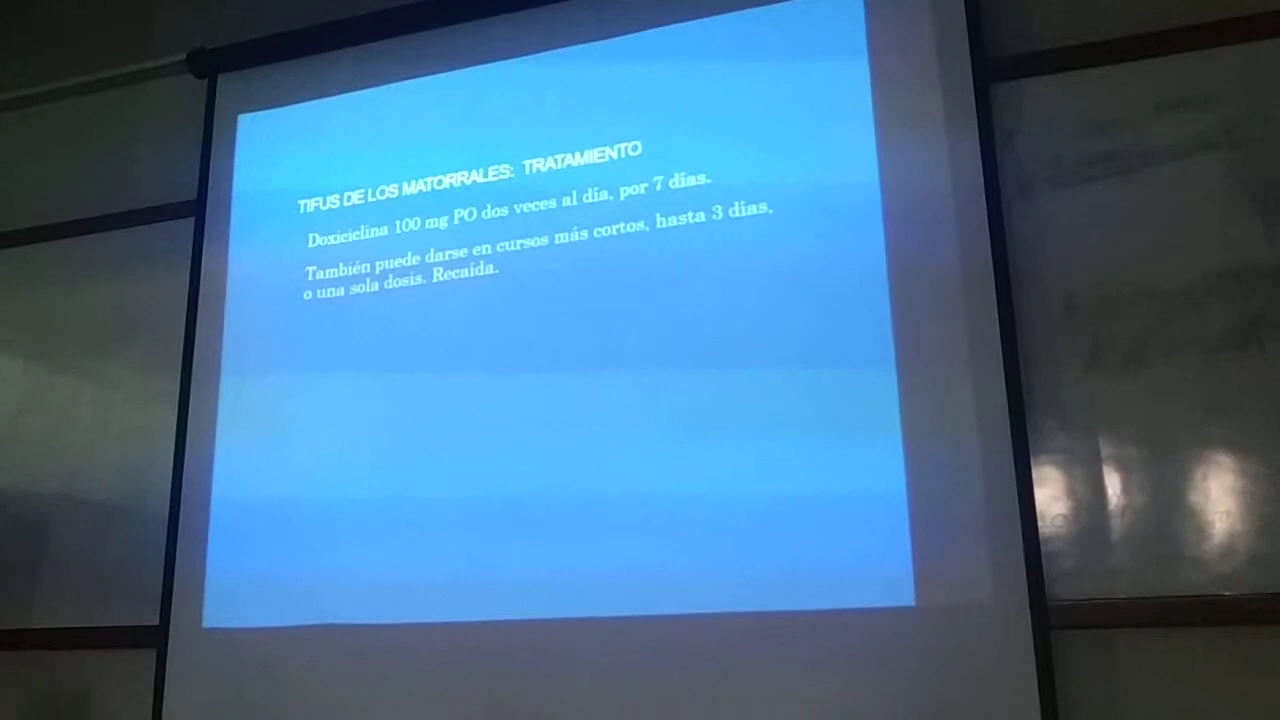 TIFUS DE LOS MATORRALES: TRATAMIENTO
Doxiciclina 100 mg PO dos veces al día, por 7 días.
También puede darse en cursos más cortos, hasta 3 días,
o una sola dosis. Recaída.